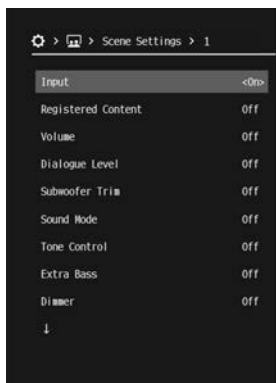 > > Scene Settings > 1
Input <On>
Registered Content Off
Volume Off
Dialogue Level Off
Subwoofer Trim Off
Sound Mode Off
Tone Control Off
Extra Bass Off
Dimmer Off
↓